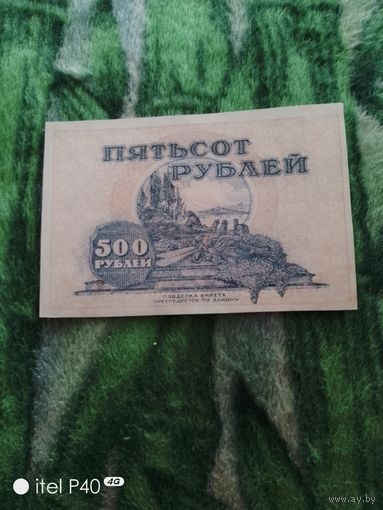 ПЯТЬСОТ
РУБЛЕЙ
500
РУБЛЕЙ
ПОДДЕЛКА БИЛЕТА
ПРЕСЛЕДУЕТСЯ ПО ЗАКОНУ
itel P40 4G
www.ay.by